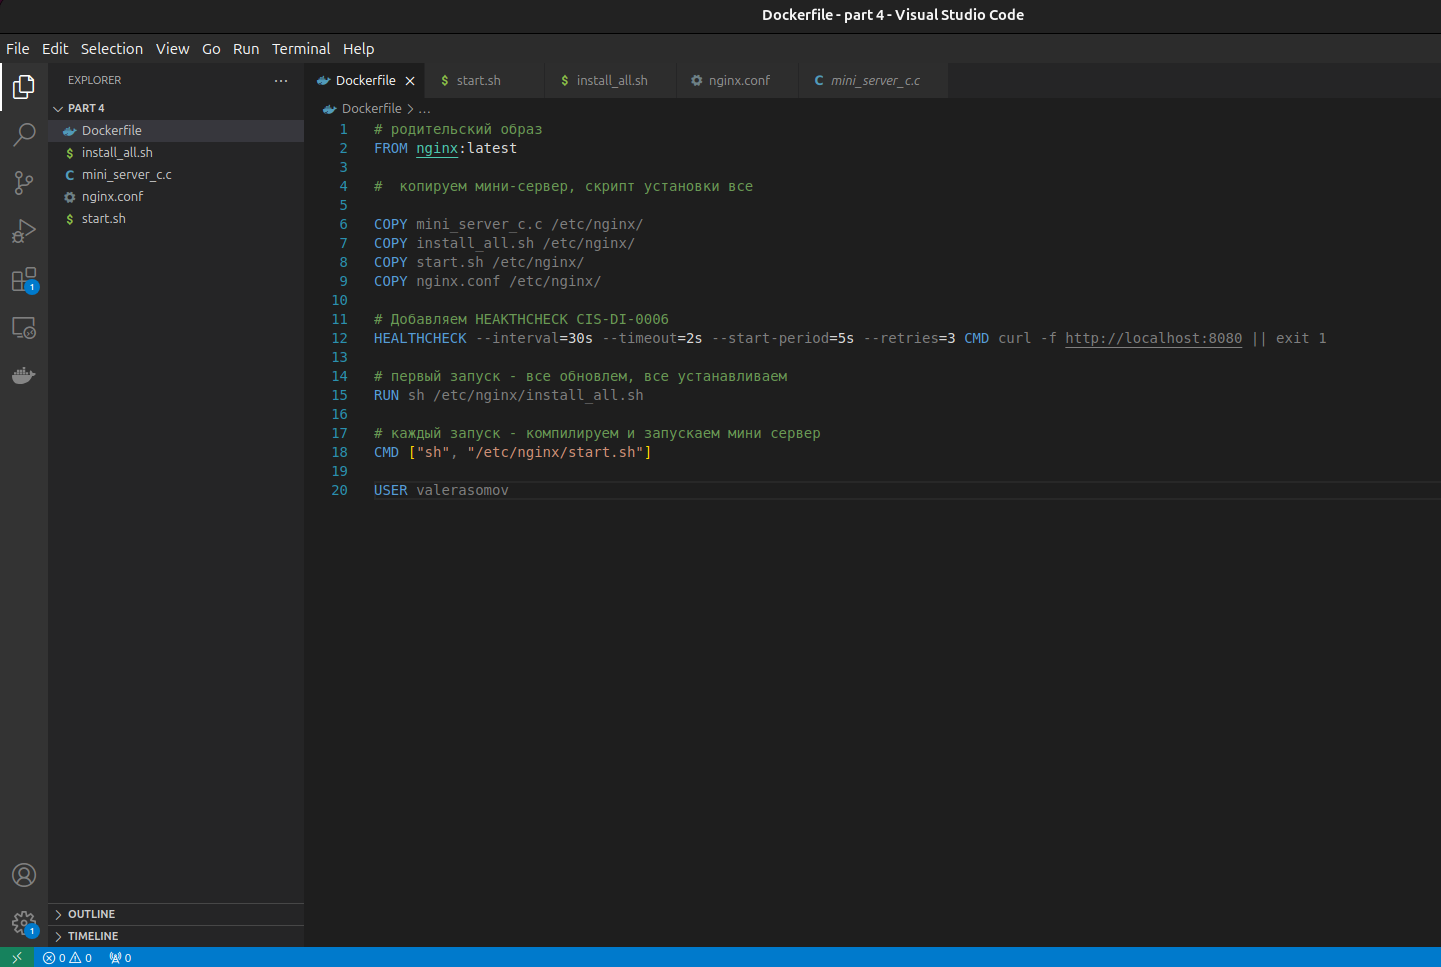 Dockerfile - part 4 - Visual Studio Code
File Edit Selection View Go Run Terminal Help
EXPLORER ...
PART 4
Dockerfile
$ install_all.sh
C mini_server_c.c
nginx.conf
$ start.sh
OUTLINE
TIMELINE
1
1
Dockerfile × $ start.sh $ install_all.sh nginx.conf C mini_server_c.c
Dockerfile > ...
1 # родительский образ
2 FROM nginx:latest
3
4 #  копируем мини-сервер, скрипт установки все
5
6 COPY mini_server_c.c /etc/nginx/
7 COPY install_all.sh /etc/nginx/
8 COPY start.sh /etc/nginx/
9 COPY nginx.conf /etc/nginx/
10
11 # Добавляем HEAKTHCHECK CIS-DI-0006
12 HEALTHCHECK --interval=30s --timeout=2s --start-period=5s --retries=3 CMD curl -f http://localhost:8080 || exit 1
13
14 # первый запуск - все обновлем, все устанавливаем
15 RUN sh /etc/nginx/install_all.sh
16
17 # каждый запуск - компилируем и запускаем мини сервер
18 CMD ["sh", "/etc/nginx/start.sh"]
19
20 USER valerasomov
0 0 0